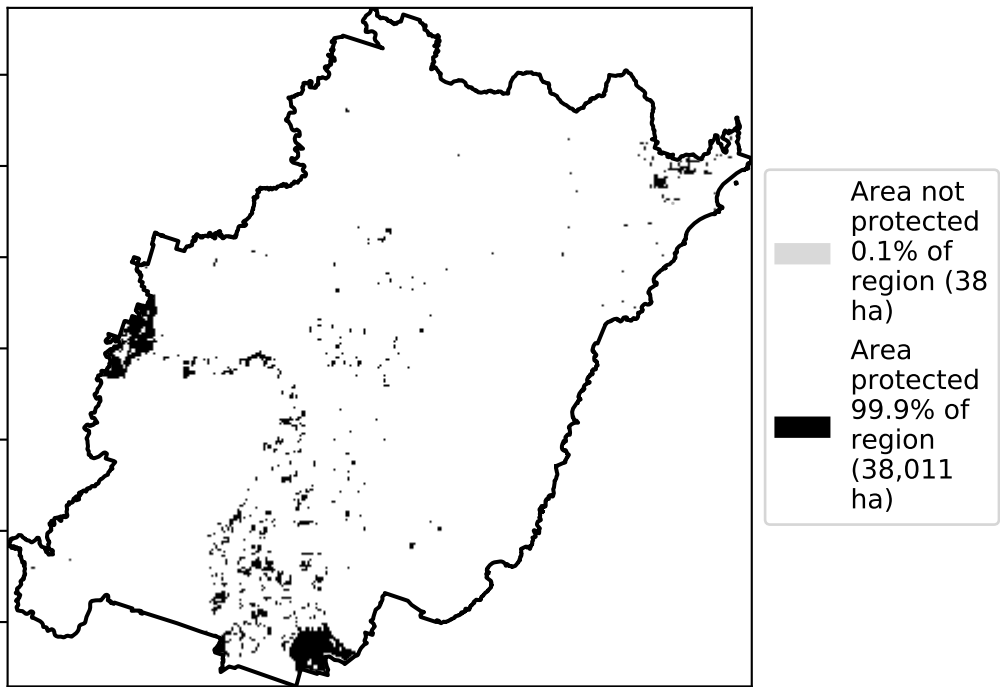 Area not
protected
0.1% of
region (38
ha)
Area
protected
99.9% of
region
(38,011
ha)